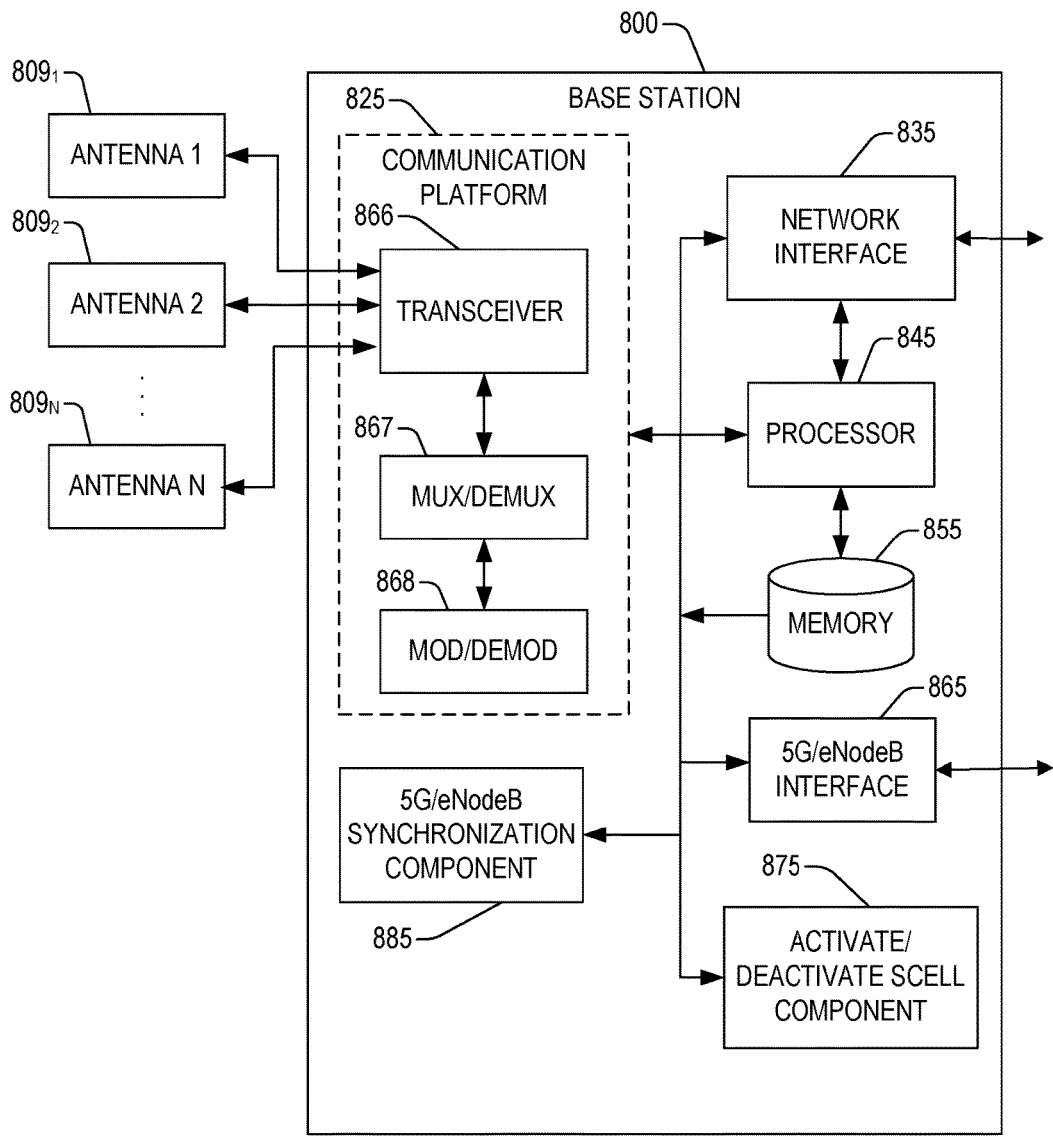 800
BASE STATION
809₁
ANTENNA 1
809₂
ANTENNA 2
809ₙ
ANTENNA N
825
COMMUNICATION
PLATFORM
866
TRANSCEIVER
867
MUX/DEMUX
868
MOD/DEMOD
835
NETWORK
INTERFACE
845
PROCESSOR
855
MEMORY
865
5G/eNodeB
INTERFACE
5G/eNodeB
SYNCHRONIZATION
COMPONENT
885
875
ACTIVATE/
DEACTIVATE SCELL
COMPONENT